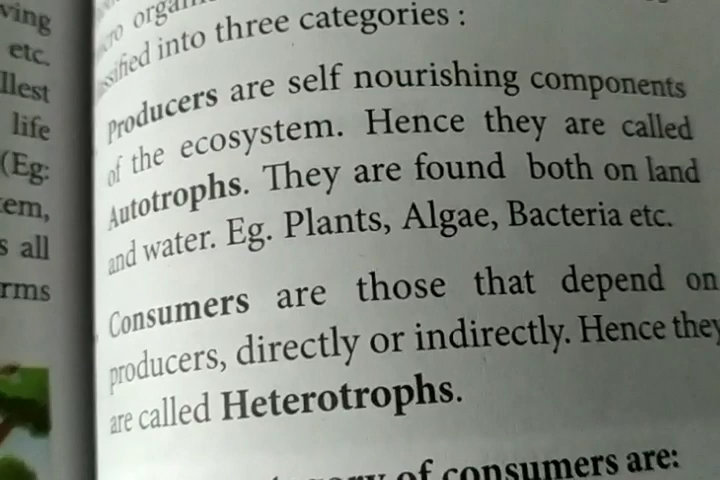 ving
etc.
llest
life
(Eg:
tem,
s all
rms
into three categories :
Producers are self nourishing components
of the ecosystem. Hence they are called
Autotrophs. They are found both on land
and water. Eg. Plants, Algae, Bacteria etc.
Consumers are those that depend on
producers, directly or indirectly. Hence they
are called Heterotrophs.
of consumers are: